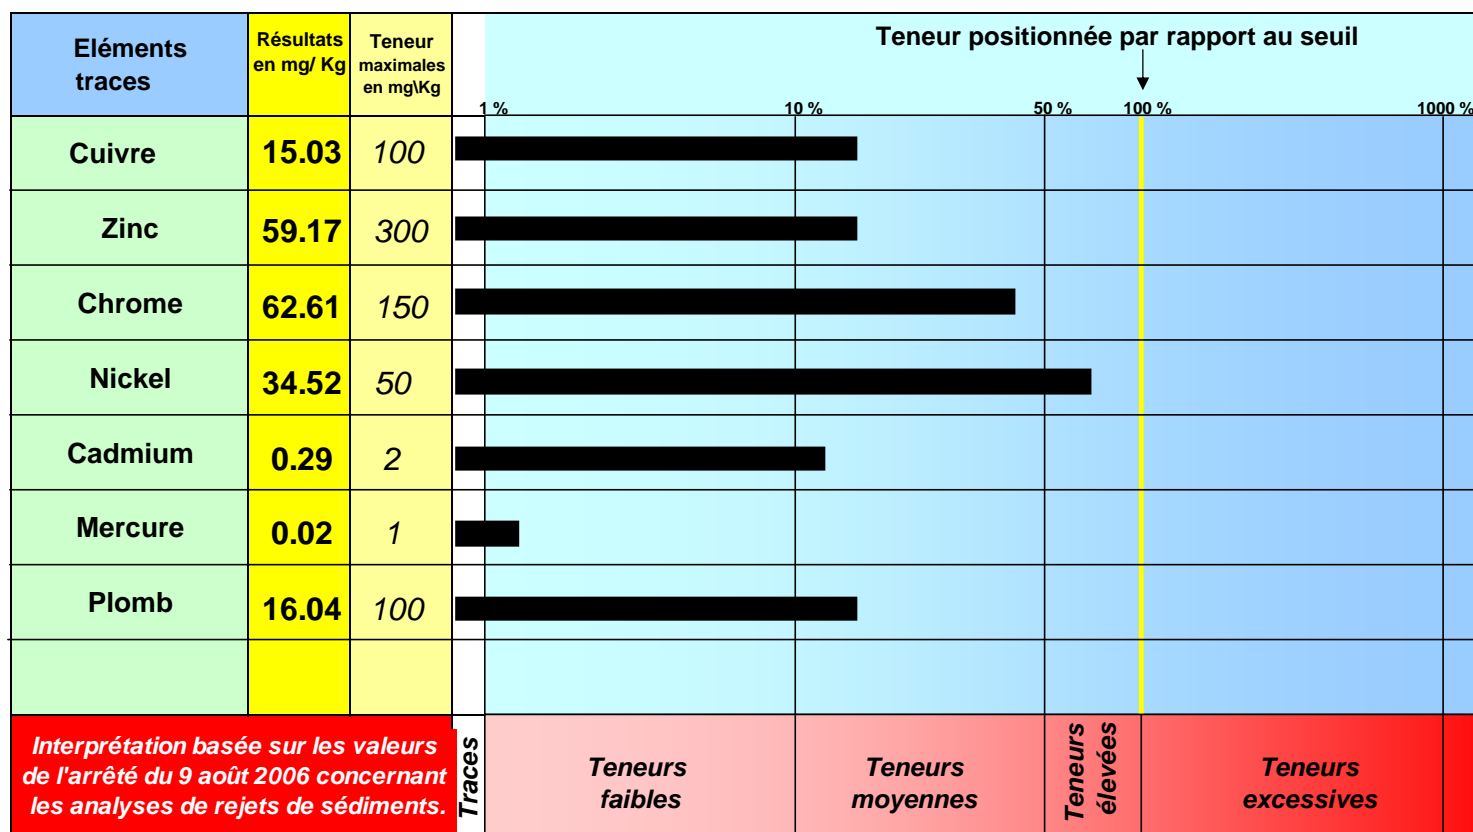 Eléments
traces
Résultats
en mg/ Kg
Teneur
maximales
en mg\Kg
Teneur positionnée par rapport au seuil
1 %
10 %
50 %
100 %
1000 %
Cuivre 15.03 100
Zinc 59.17 300
Chrome 62.61 150
Nickel 34.52 50
Cadmium 0.29 2
Mercure 0.02 1
Plomb 16.04 100
Interprétation basée sur les valeurs
de l'arrêté du 9 août 2006 concernant
les analyses de rejets de sédiments.
Traces
Teneurs
faibles
Teneurs
moyennes
Teneurs
élevées
Teneurs
excessives